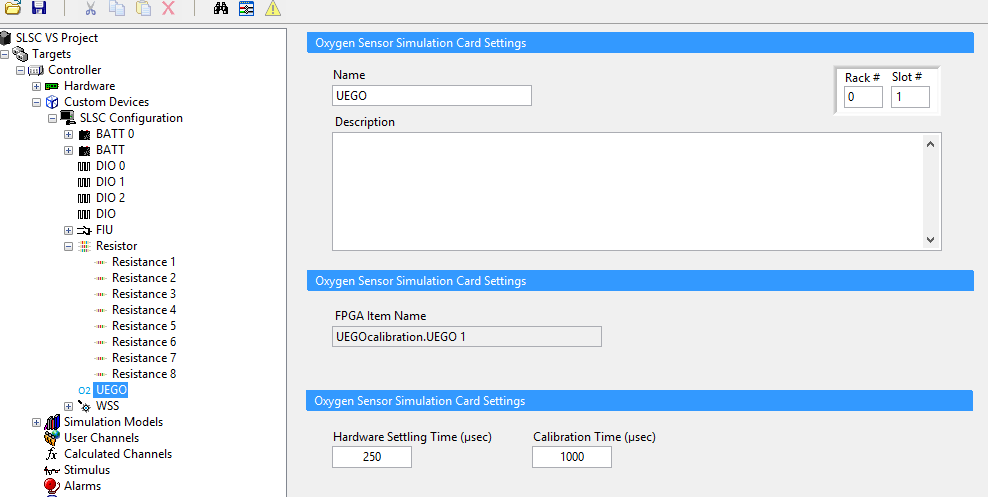 SLSC VS Project
Targets
Controller
Hardware
Custom Devices
SLSC Configuration
BATT 0
BATT
DIO 0
DIO 1
DIO 2
DIO
FIU
Resistor
Resistance 1
Resistance 2
Resistance 3
Resistance 4
Resistance 5
Resistance 6
Resistance 7
Resistance 8
O2 UEGO
WSS
Simulation Models
User Channels
fx Calculated Channels
Stimulus
Alarms
Oxygen Sensor Simulation Card Settings
Name
UEGO
Rack # Slot #
0 1
Description
Oxygen Sensor Simulation Card Settings
FPGA Item Name
UEGOcalibration.UEGO 1
Oxygen Sensor Simulation Card Settings
Hardware Settling Time (µsec) Calibration Time (µsec)
250 1000